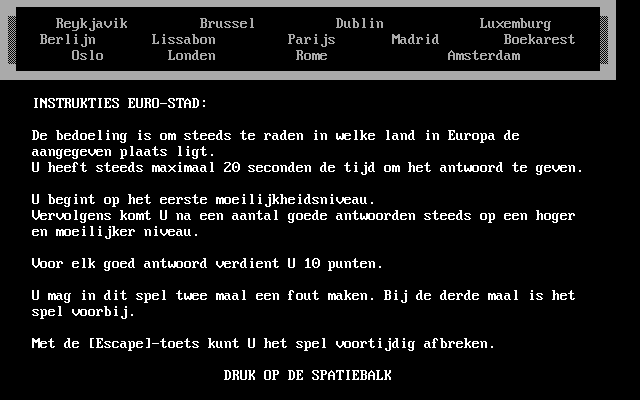 Reykjavik Brussel Dublin Luxemburg
Berlijn Lissabon Parijs Madrid Boekarest
Oslo Londen Rome Amsterdam
INSTRUKTIES EURO-STAD:
De bedoeling is om steeds te raden in welke land in Europa de
aangegeven plaats ligt.
U heeft steeds maximaal 20 seconden de tijd om het antwoord te geven.
U begint op het eerste moeilijkheidsniveau.
Vervolgens komt U na een aantal goede antwoorden steeds op een hoger
en moeilijker niveau.
Voor elk goed antwoord verdient U 10 punten.
U mag in dit spel twee maal een fout maken. Bij de derde maal is het
spel voorbij.
Met de [Escape]-toets kunt U het spel voortijdig afbreken.
DRUK OP DE SPATIEBALK